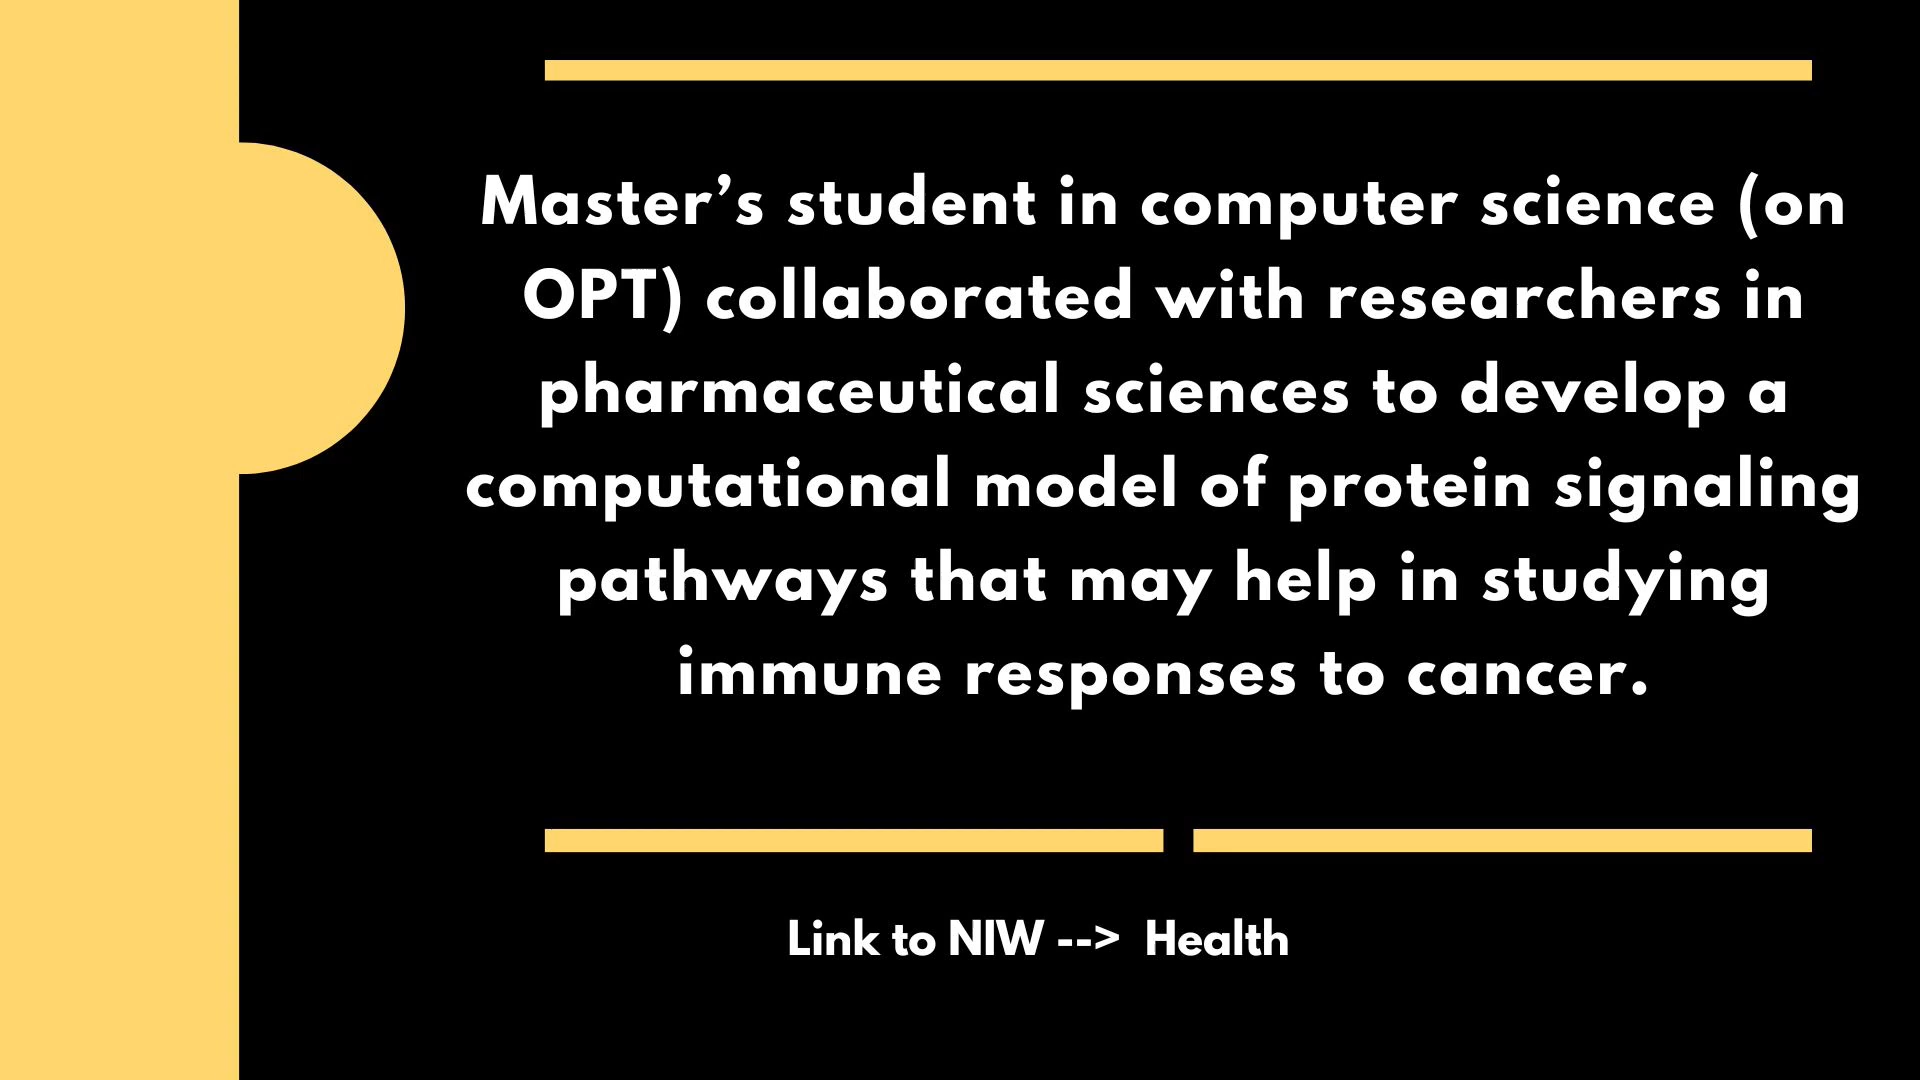 Master’s student in computer science (on
OPT) collaborated with researchers in
pharmaceutical sciences to develop a
computational model of protein signaling
pathways that may help in studying
immune responses to cancer.
Link to NIW --> Health